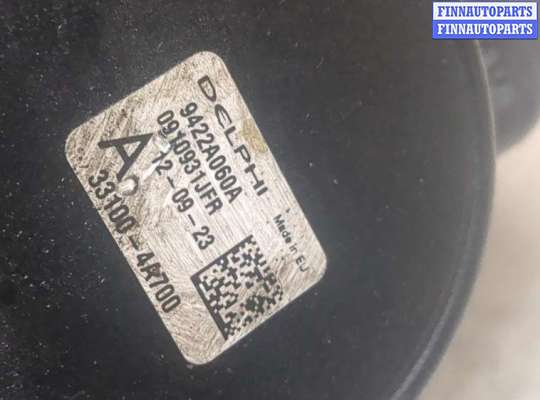 FINNAUTOPARTS
FINNAUTOPARTS
DELPHI
9422A060A
0910931JFR
A
12-09-23
33100-4A700
Made in EU